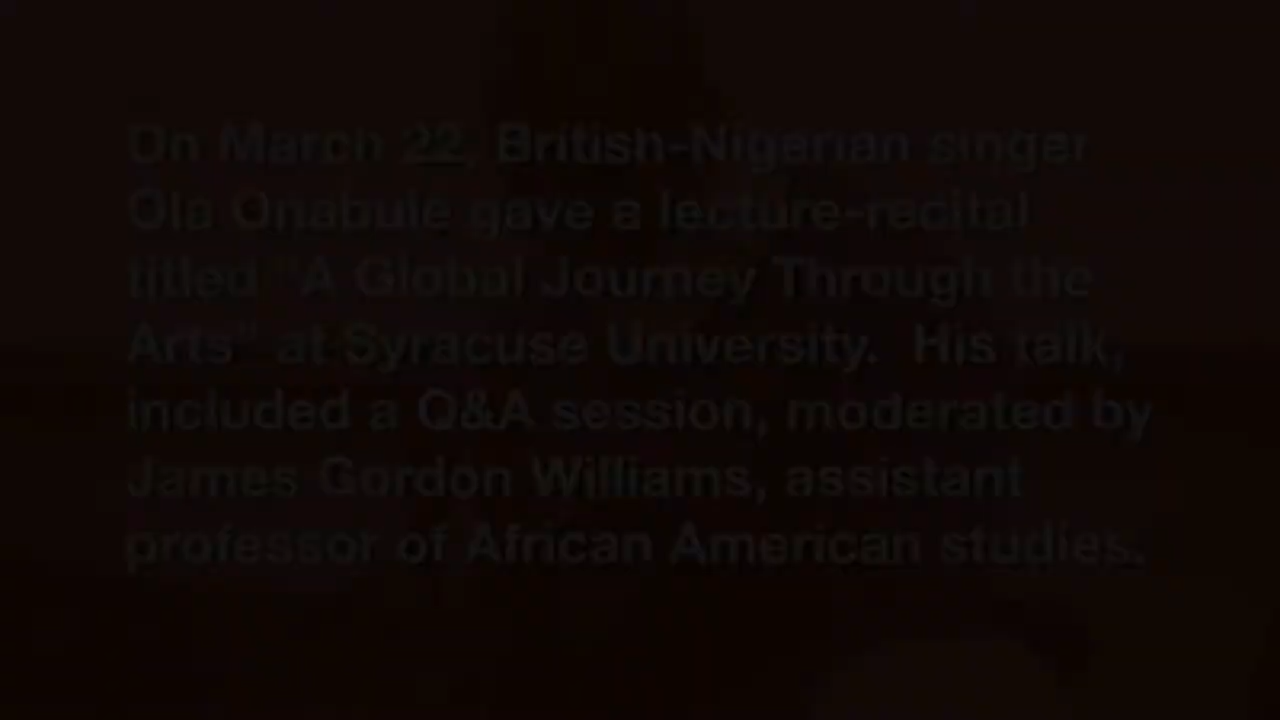 On March 22, British-Nigerian singer
Ola Onabule gave a lecture-recital
titled "A Global Journey Through the
Arts" at Syracuse University.  His talk,
included a Q&A session, moderated by
James Gordon Williams, assistant
professor of African American studies.